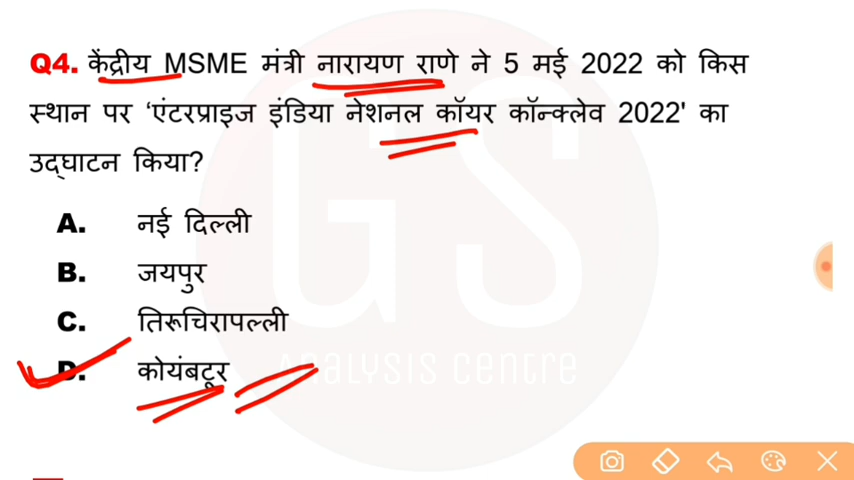 Q4. केंद्रीय MSME मंत्री नारायण राणे ने 5 मई 2022 को किस
स्थान पर ‘एंटरप्राइज इंडिया नेशनल कॉयर कॉन्क्लेव 2022' का
उद्घाटन किया?
A. नई दिल्ली
B. जयपुर
C. तिरूचिरापल्ली
D. कोयंबटूर
GS
Analysis Centre